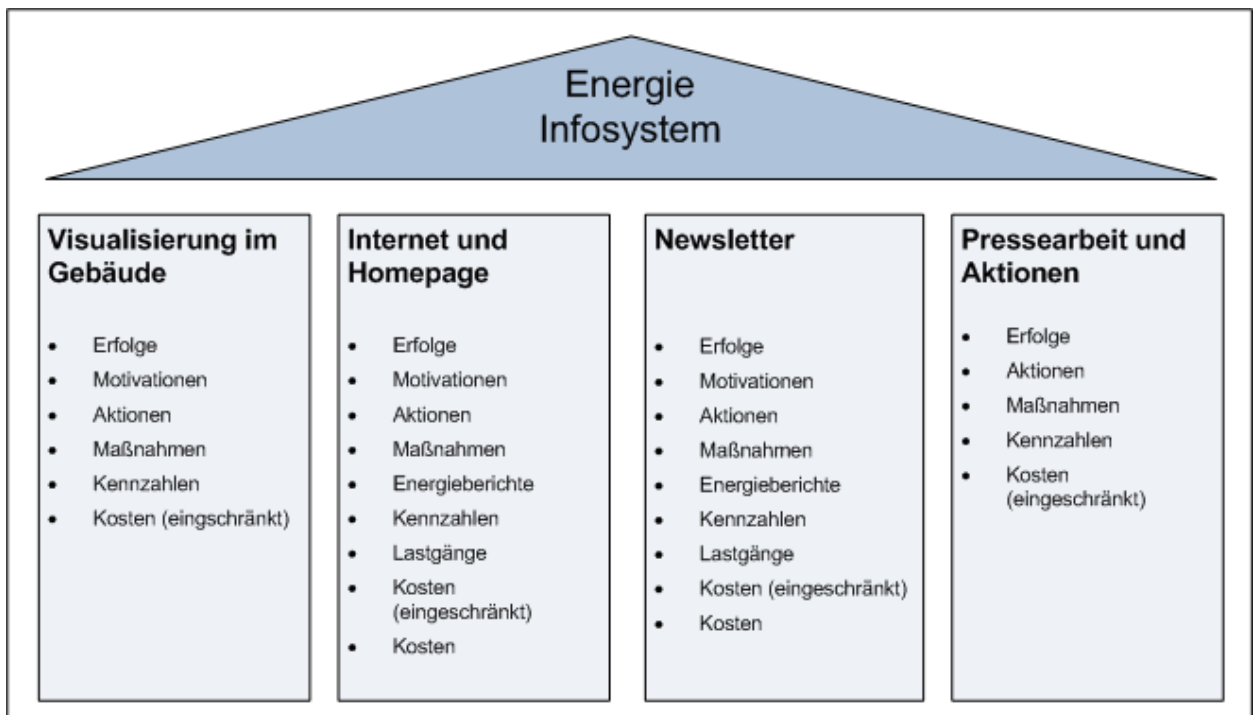 Energie
Infosystem
Visualisierung im
Gebäude
• Erfolge
• Motivationen
• Aktionen
• Maßnahmen
• Kennzahlen
• Kosten (eingschränkt)
Internet und
Homepage
• Erfolge
• Motivationen
• Aktionen
• Maßnahmen
• Energieberichte
• Kennzahlen
• Lastgänge
• Kosten
(eingeschränkt)
• Kosten
Newsletter
• Erfolge
• Motivationen
• Aktionen
• Maßnahmen
• Energieberichte
• Kennzahlen
• Lastgänge
• Kosten (eingeschränkt)
• Kosten
Pressearbeit und
Aktionen
• Erfolge
• Aktionen
• Maßnahmen
• Kennzahlen
• Kosten
(eingeschränkt)